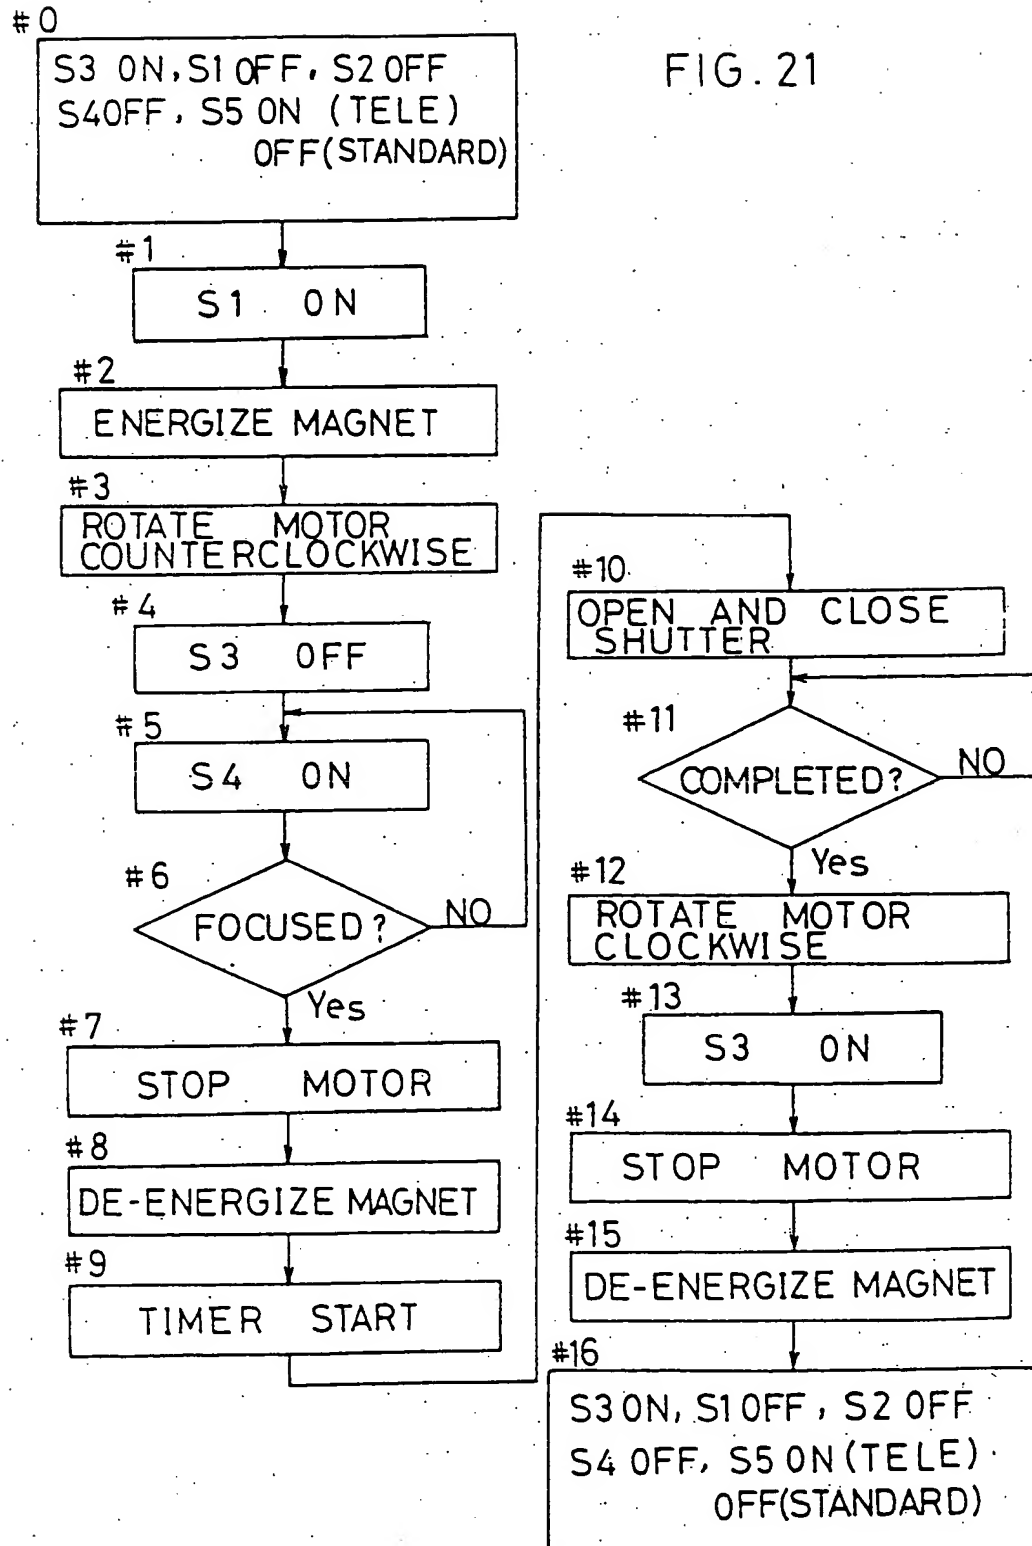 FIG. 21
#0
S3 ON, S1 OFF, S2 OFF
S4 OFF, S5 ON (TELE)
OFF(STANDARD)
#1
S1 ON
#2
ENERGIZE MAGNET
#3
ROTATE MOTOR
COUNTERCLOCKWISE
#4
S3 OFF
#5
S4 ON
#6
FOCUSED?
NO
Yes
#7
STOP MOTOR
#8
DE-ENERGIZE MAGNET
#9
TIMER START
#10
OPEN AND CLOSE
SHUTTER
#11
COMPLETED?
NO
Yes
#12
ROTATE MOTOR
CLOCKWISE
#13
S3 ON
#14
STOP MOTOR
#15
DE-ENERGIZE MAGNET
#16
S3 ON, S1 OFF, S2 OFF
S4 OFF, S5 ON (TELE)
OFF(STANDARD)